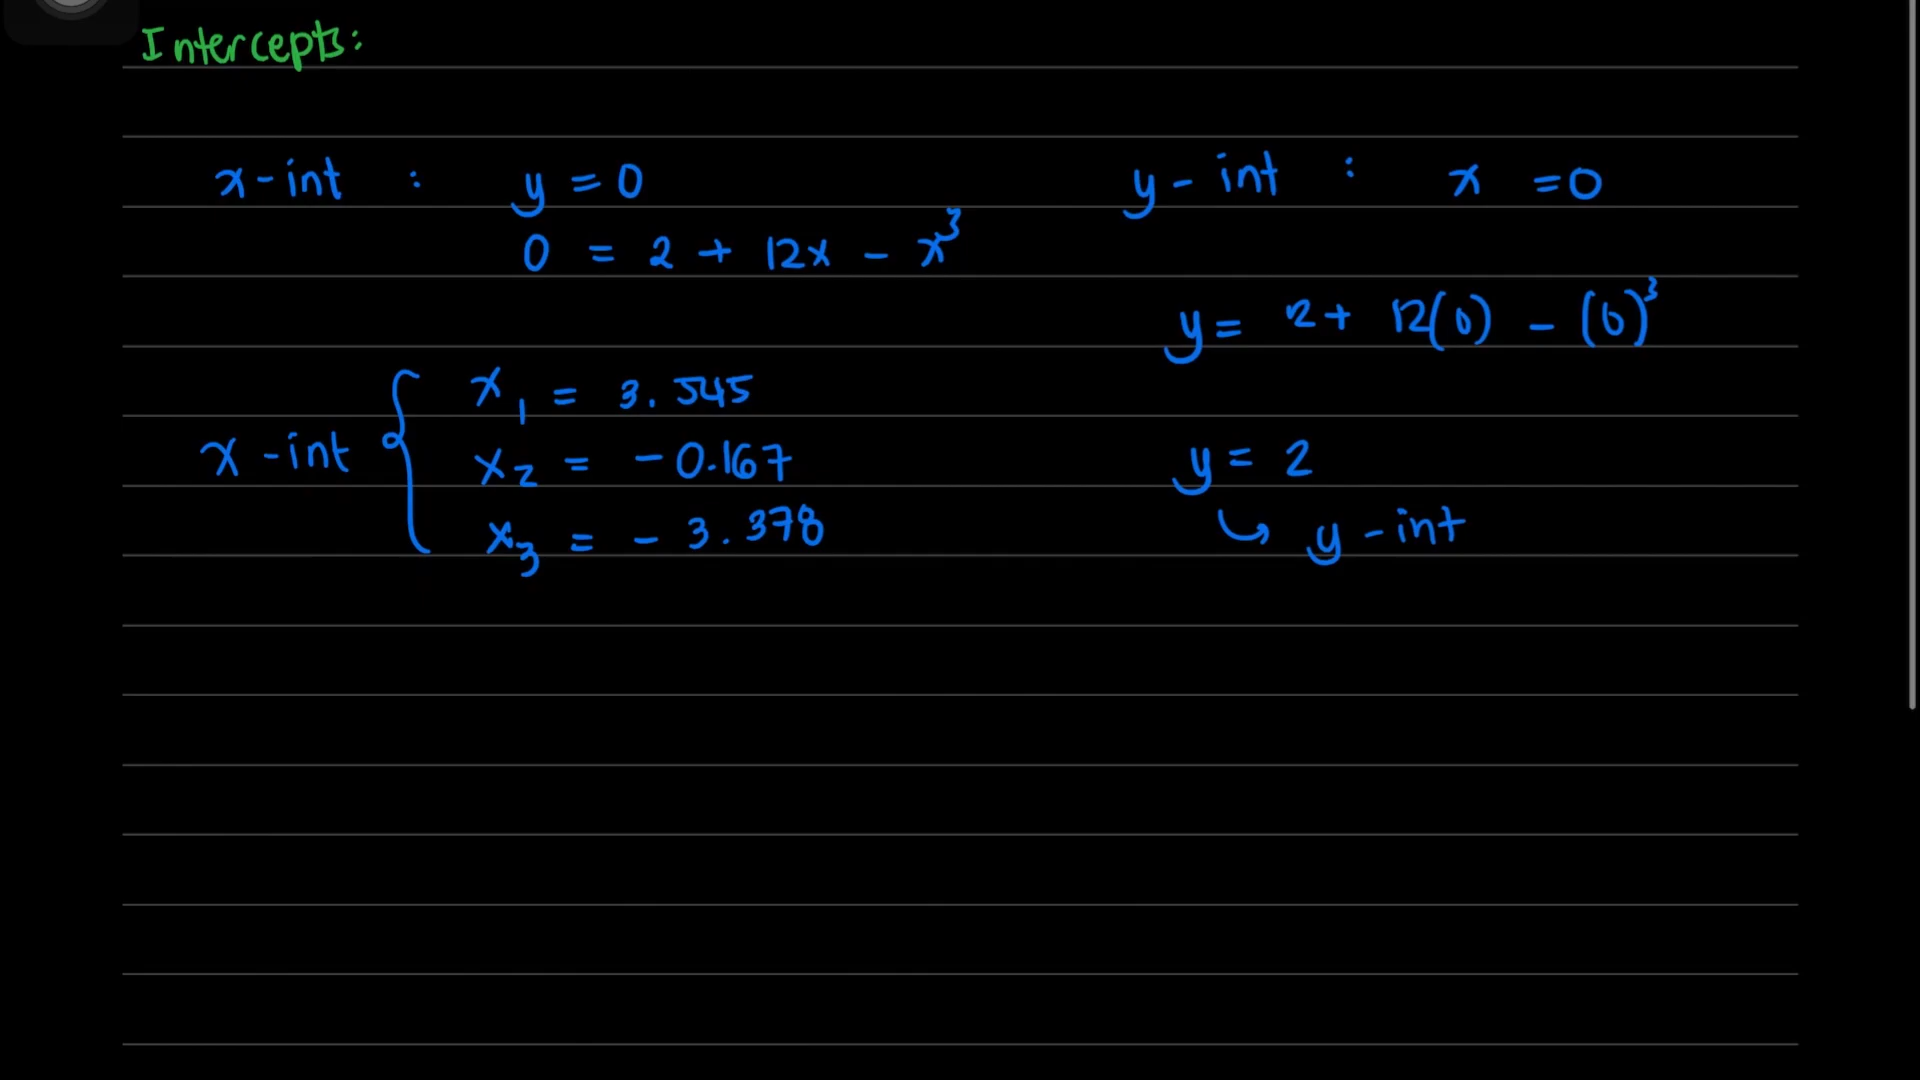 Intercepts:
x-int : y = 0
0 = 2 + 12x - x³
x-int { x₁ = 3.545
x₂ = -0.167
x₃ = -3.378
y-int : x = 0
y = 2 + 12(0) - (0)³
y = 2
↳ y-int